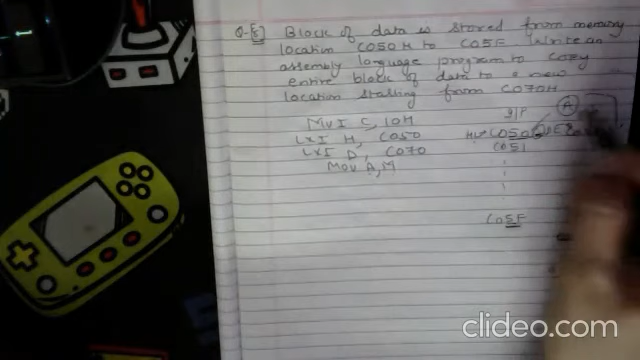 Q-[5] Block of data is stored from memory
location C050H to C05F. Write an
assembly language program to copy
entire block of data to a new
location starting from C070H
MVI C, 10H
LXI H, C050
LXI D, C070
MOV A, M
I/P
A
HL C050 DE
C051
C05F
clideo.com